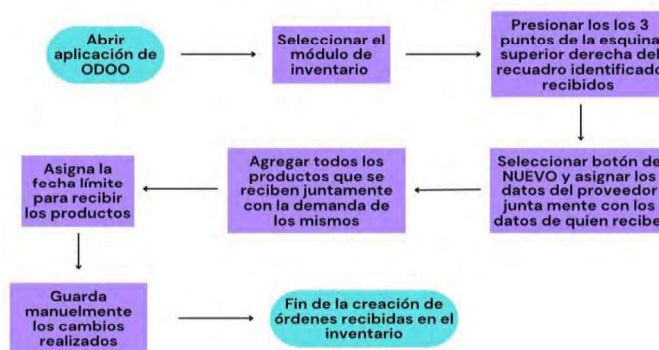 Abrir
aplicación de
ODOO
Seleccionar el
módulo de
inventario
Presionar los los 3
puntos de la esquina
superior derecha del
recuadro identificado
recibidos
Seleccionar botón de
NUEVO y asignar los
datos del proveedor
junta mente con los
datos de quien recibe
Agregar todos los
productos que se
reciben juntamente
con la demanda de
los mismos
Asigna la
fecha límite
para recibir
los productos
Guarda
manuelmente
los cambios
realizados
Fin de la creación de
órdenes recibidas en el
inventario